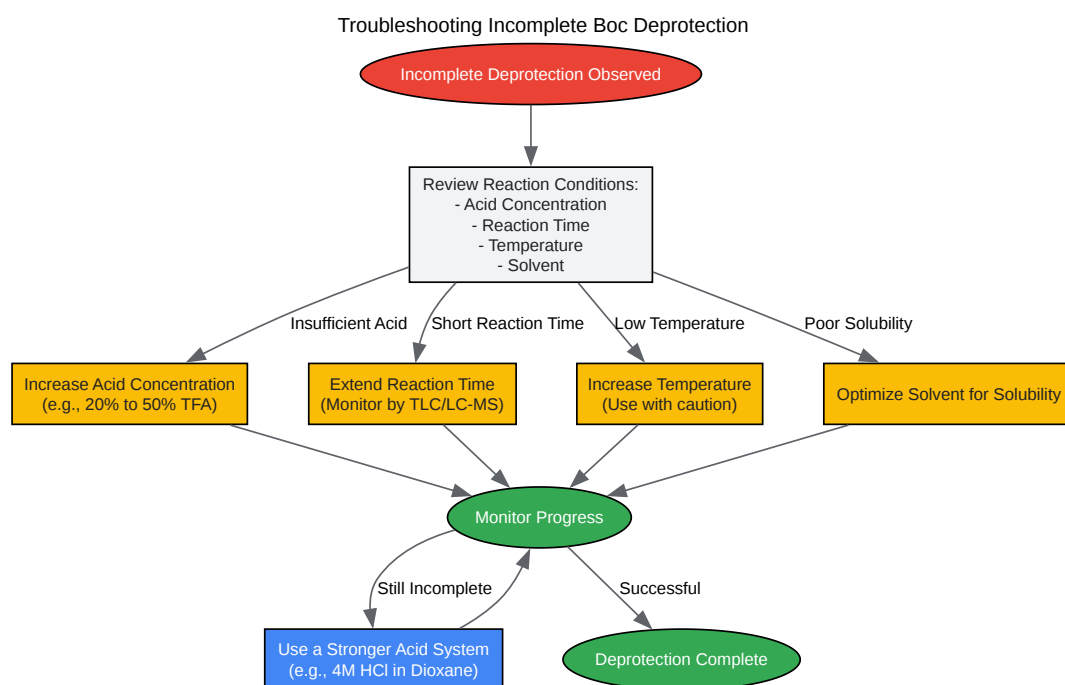 Troubleshooting Incomplete Boc Deprotection
Incomplete Deprotection Observed
Review Reaction Conditions:
- Acid Concentration
- Reaction Time
- Temperature
- Solvent
Insufficient Acid
Short Reaction Time
Low Temperature
Poor Solubility
Increase Acid Concentration
(e.g., 20% to 50% TFA)
Extend Reaction Time
(Monitor by TLC/LC-MS)
Increase Temperature
(Use with caution)
Optimize Solvent for Solubility
Monitor Progress
Still Incomplete
Successful
Use a Stronger Acid System
(e.g., 4M HCl in Dioxane)
Deprotection Complete